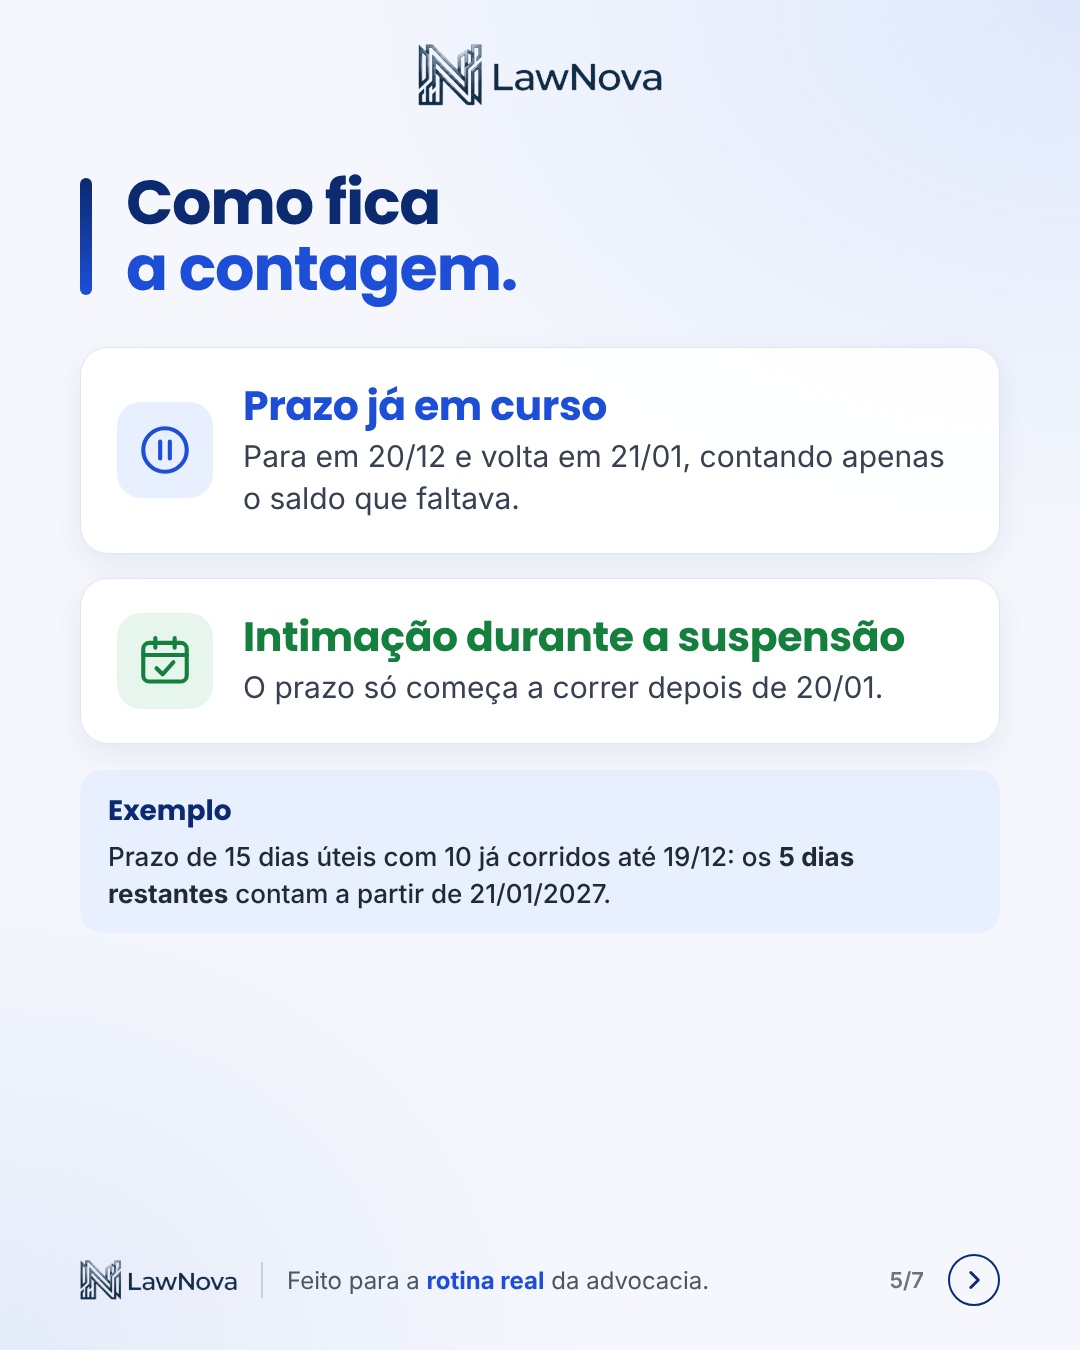 LawNova
Como fica
a contagem.
Prazo já em curso
Para em 20/12 e volta em 21/01, contando apenas
o saldo que faltava.
Intimação durante a suspensão
O prazo só começa a correr depois de 20/01.
Exemplo
Prazo de 15 dias úteis com 10 já corridos até 19/12: os 5 dias
restantes contam a partir de 21/01/2027.
LawNova
Feito para a rotina real da advocacia.
5/7